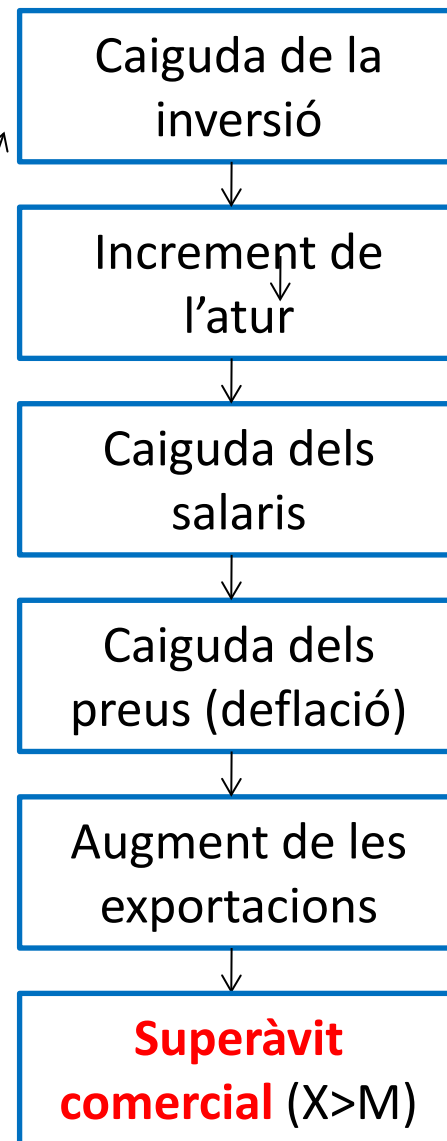 Caiguda de la
inversió
Increment de
l’atur
Caiguda dels
salaris
Caiguda dels
preus (deflació)
Augment de les
exportacions
Superàvit
comercial (X>M)